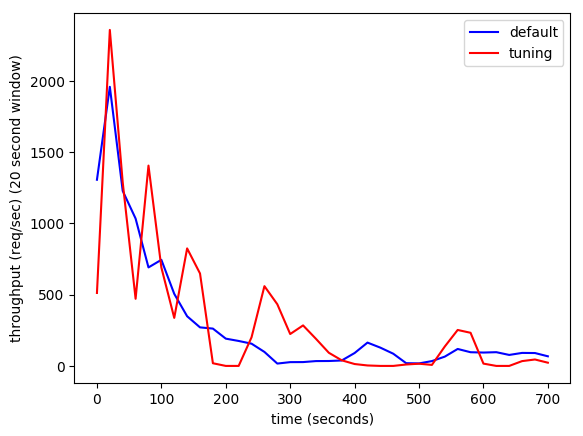 default
tuning
throughput (req/sec) (20 second window)
2000
1500
1000
500
0
0 100 200 300 400 500 600 700
time (seconds)